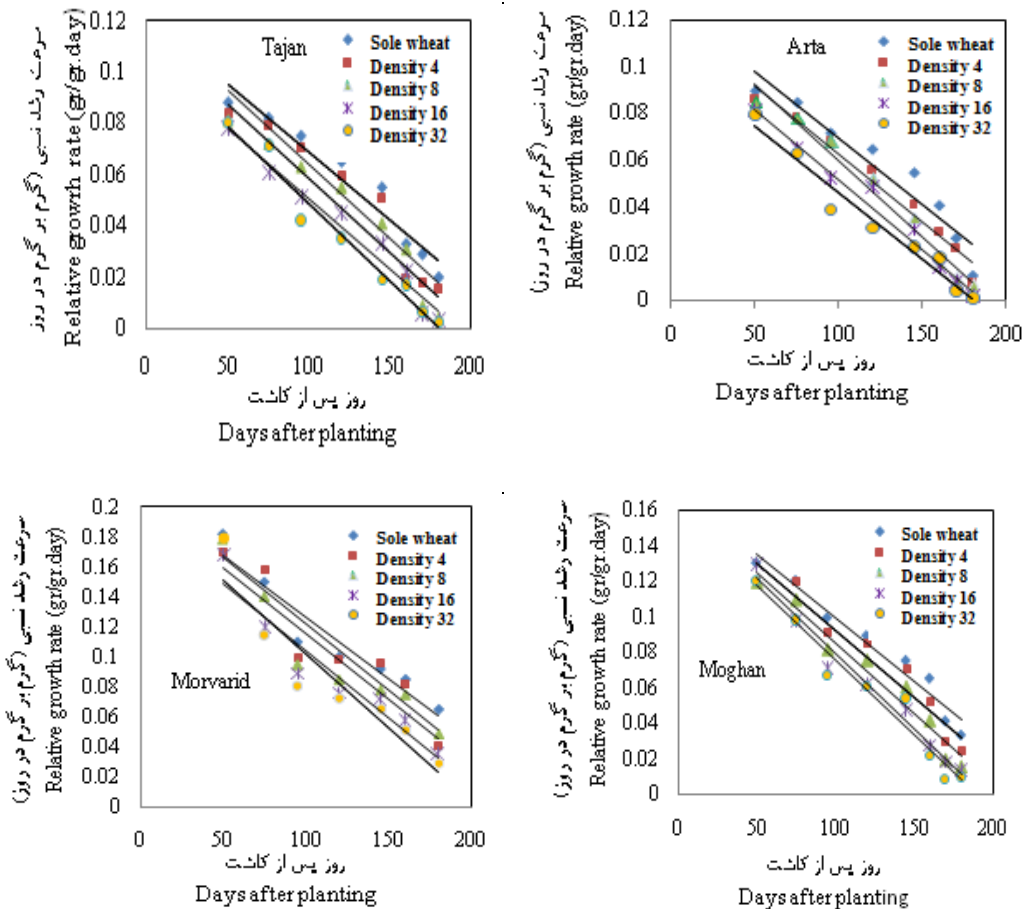 سرعت رشد نسبی (گرم بر گرم در روز
Relative growth rate (gr/gr.day)
0.12
0.1
0.08
0.06
0.04
0.02
0
Tajan
Sole wheat
Density 4
Density 8
Density 16
Density 32
0 50 100 150 200
روز پس از کاشت
Days after planting
سرعت رشد نسبی (گرم بر گرم در روز)
Relative growth rate (gr/gr.day)
0.12
0.1
0.08
0.06
0.04
0.02
0
Arta
Sole wheat
Density 4
Density 8
Density 16
Density 32
0 50 100 150 200
روز پس از کاشت
Days after planting
سرعت رشد نسبی (گرم بر گرم در روز)
Relative growth rate (gr/gr.day)
0.2
0.18
0.16
0.14
0.12
0.1
0.08
0.06
0.04
0.02
0
Morvarid
Sole wheat
Density 4
Density 8
Density 16
Density 32
0 50 100 150 200
روز پس از کاشت
Days after planting
سرعت رشد نسبی (گرم بر گرم در روز)
Relative growth rate (gr/gr.day)
0.16
0.14
0.12
0.1
0.08
0.06
0.04
0.02
0
Moghan
Sole wheat
Density 4
Density 8
Density 16
Density 32
0 50 100 150 200
روز پس از کاشت
Days after planting